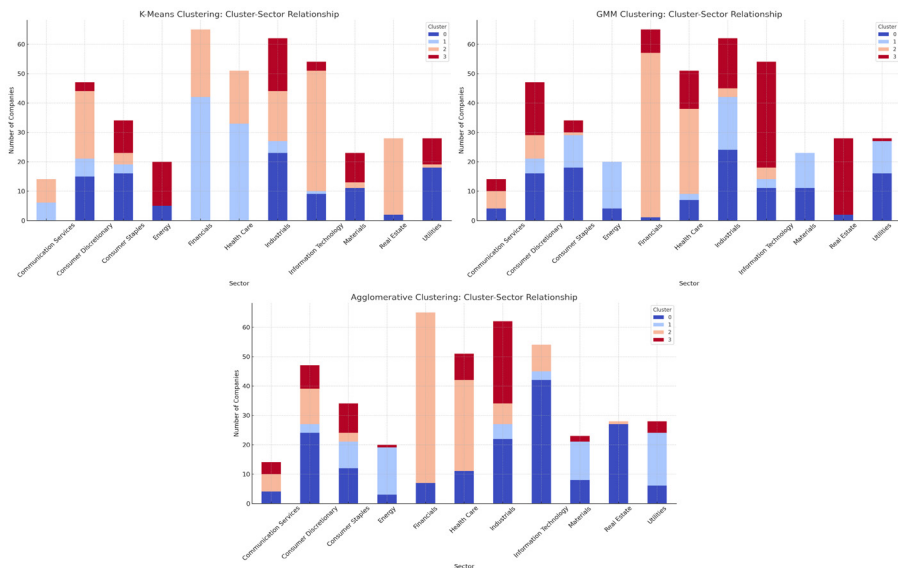 K-Means Clustering: Cluster-Sector Relationship
Cluster
0
1
2
3
Number of Companies
60
50
40
30
20
10
0
Communication Services
Consumer Discretionary
Consumer Staples
Energy
Financials
Health Care
Industrials
Information Technology
Materials
Real Estate
Utilities
Sector
GMM Clustering: Cluster-Sector Relationship
Cluster
0
1
2
3
Number of Companies
60
50
40
30
20
10
0
Communication Services
Consumer Discretionary
Consumer Staples
Energy
Financials
Health Care
Industrials
Information Technology
Materials
Real Estate
Utilities
Sector
Agglomerative Clustering: Cluster-Sector Relationship
Cluster
0
1
2
3
Number of Companies
60
50
40
30
20
10
0
Communication Services
Consumer Discretionary
Consumer Staples
Energy
Financials
Health Care
Industrials
Information Technology
Materials
Real Estate
Utilities
Sector